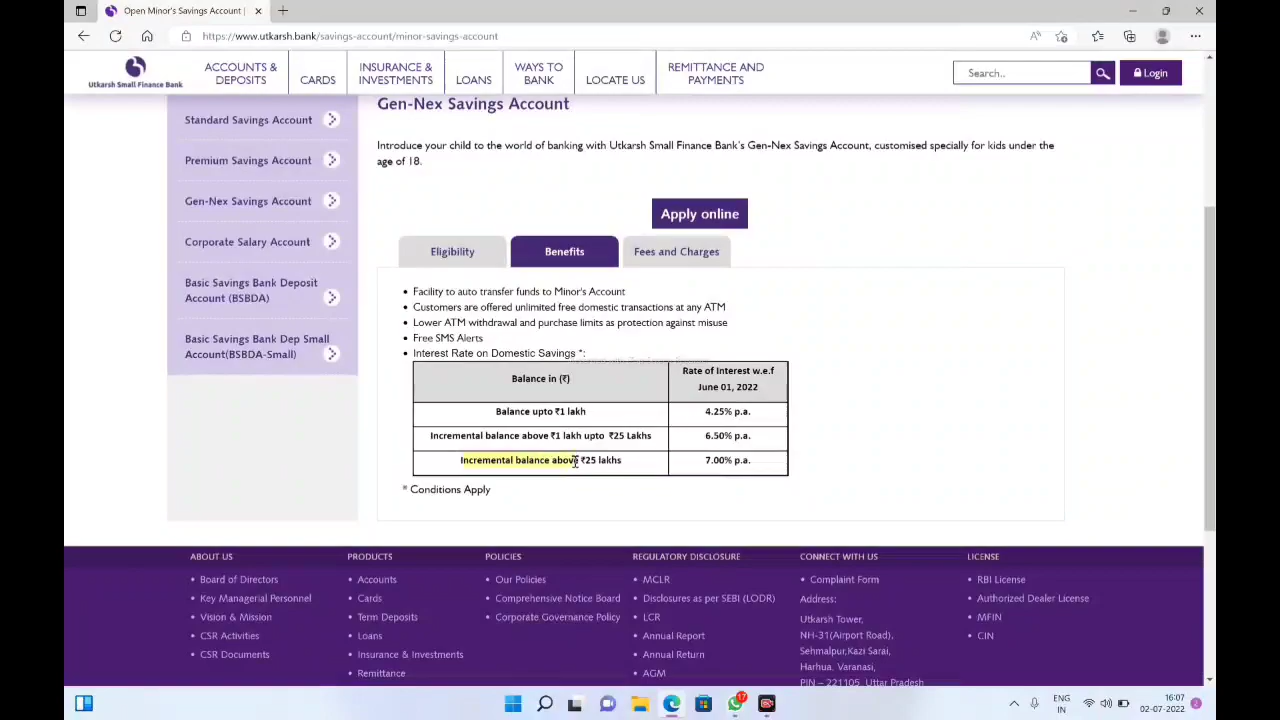 Open Minor's Savings Account |
https://www.utkarsh.bank/savings-account/minor-savings-account
Utkarsh Small Finance Bank
ACCOUNTS &
DEPOSITS
CARDS
INSURANCE &
INVESTMENTS
LOANS
WAYS TO
BANK
LOCATE US
REMITTANCE AND
PAYMENTS
Search..
Login
Standard Savings Account
Premium Savings Account
Gen-Nex Savings Account
Corporate Salary Account
Basic Savings Bank Deposit
Account (BSBDA)
Basic Savings Bank Dep Small
Account(BSBDA-Small)
Gen-Nex Savings Account
Introduce your child to the world of banking with Utkarsh Small Finance Bank's Gen-Nex Savings Account, customised specially for kids under the
age of 18.
Apply online
Eligibility Benefits Fees and Charges
• Facility to auto transfer funds to Minor's Account
• Customers are offered unlimited free domestic transactions at any ATM
• Lower ATM withdrawal and purchase limits as protection against misuse
• Free SMS Alerts
• Interest Rate on Domestic Savings *:
Balance in (₹) Rate of Interest w.e.f
June 01, 2022
Balance upto ₹1 lakh 4.25% p.a.
Incremental balance above ₹1 lakh upto ₹25 Lakhs 6.50% p.a.
Incremental balance above ₹25 lakhs 7.00% p.a.
* Conditions Apply
ABOUT US
• Board of Directors
• Key Managerial Personnel
• Vision & Mission
• CSR Activities
• CSR Documents
PRODUCTS
• Accounts
• Cards
• Term Deposits
• Loans
• Insurance & Investments
• Remittance
POLICIES
• Our Policies
• Comprehensive Notice Board
• Corporate Governance Policy
REGULATORY DISCLOSURE
• MCLR
• Disclosures as per SEBI (LODR)
• LCR
• Annual Report
• Annual Return
• AGM
CONNECT WITH US
• Complaint Form
Address:
Utkarsh Tower,
NH-31(Airport Road),
Sehmalpur,Kazi Sarai,
Harhua, Varanasi,
PIN – 221105, Uttar Pradesh
LICENSE
• RBI License
• Authorized Dealer License
• MFIN
• CIN
17
ENG
IN
16:07
02-07-2022